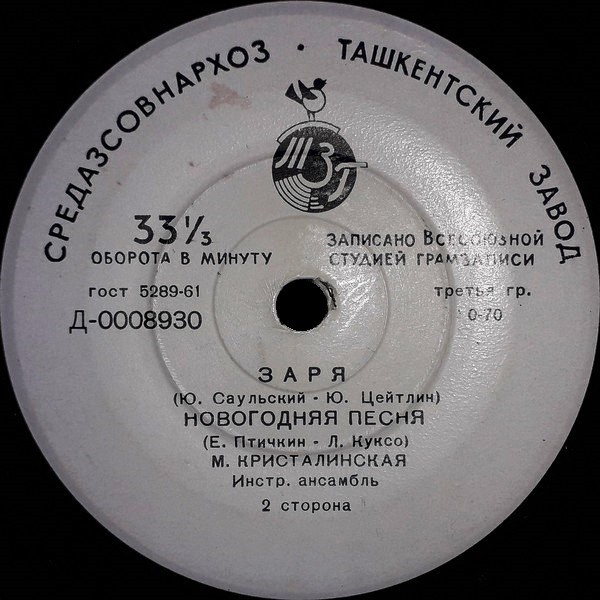 СРЕДАЗСОВНАРХОЗ · ТАШКЕНТСКИЙ ЗАВОД
ТЗГ
33⅓
ОБОРОТА В МИНУТУ
ЗАПИСАНО ВСЕСОЮЗНОЙ
СТУДИЕЙ ГРАМЗАПИСИ
гост 5289-61
третья гр.
Д-0008930
0-70
ЗАРЯ
(Ю. Саульский - Ю. Цейтлин)
НОВОГОДНЯЯ ПЕСНЯ
(Е. Птичкин - Л. Куксо)
М. КРИСТАЛИНСКАЯ
Инстр. ансамбль
2 сторона